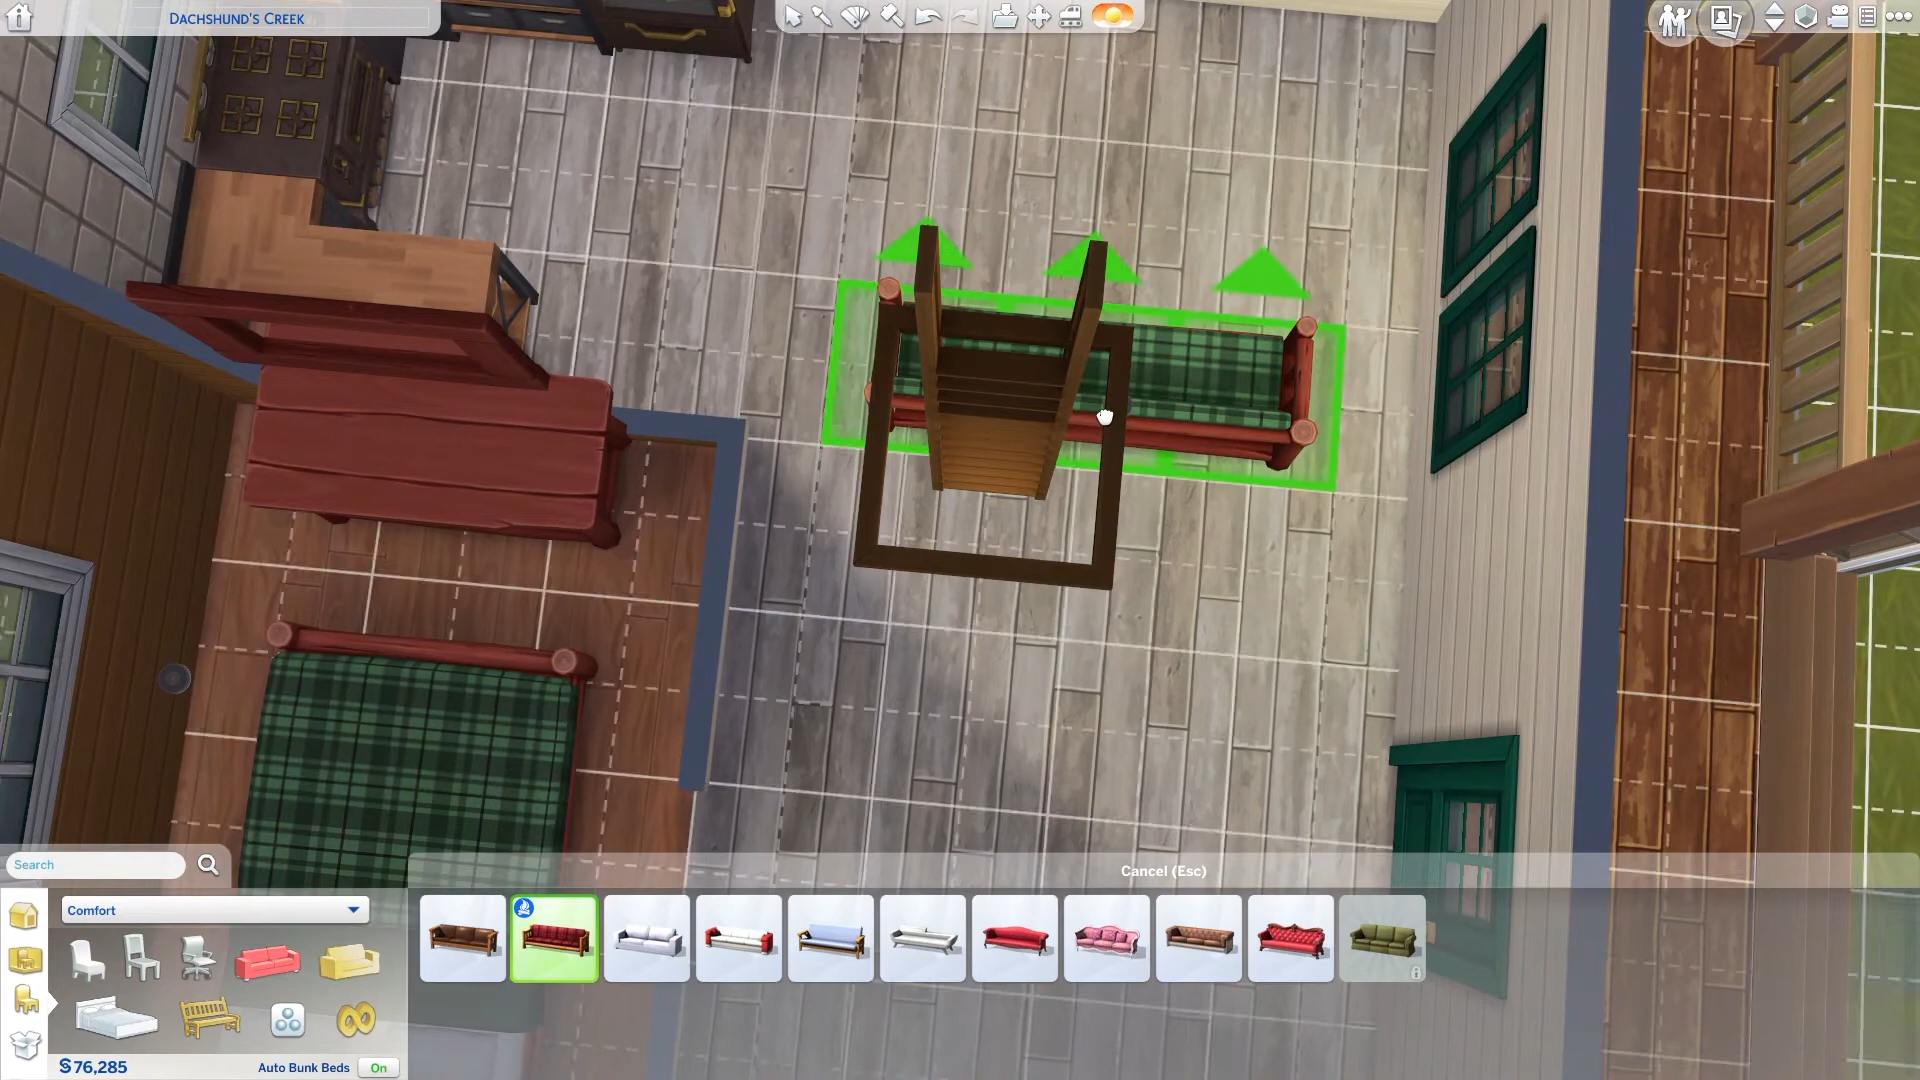 Dachshund's Creek
Cancel (Esc)
Search
Comfort
§76,285
Auto Bunk Beds
On